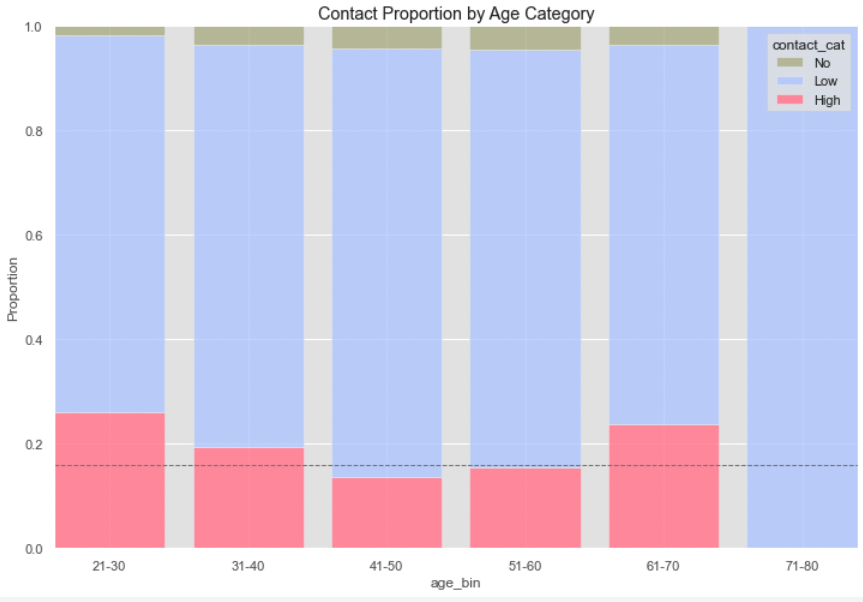 Contact Proportion by Age Category
1.0
0.8
0.6
0.4
0.2
0.0
Proportion
contact_cat
No
Low
High
21-30 31-40 41-50 51-60 61-70 71-80
age_bin